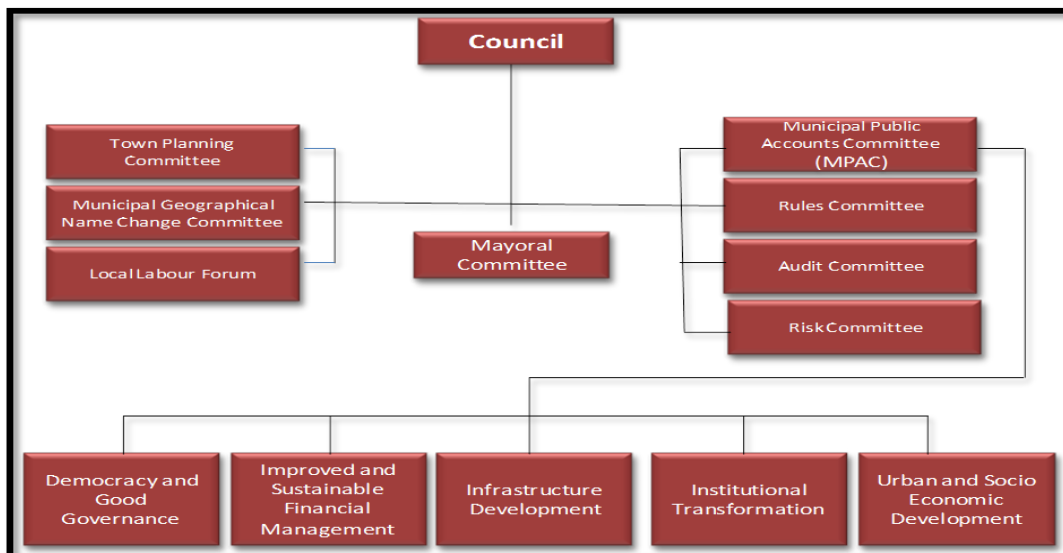 Council
Town Planning
Committee
Municipal Geographical
Name Change Committee
Local Labour Forum
Mayoral
Committee
Municipal Public
Accounts Committee
(MPAC)
Rules Committee
Audit Committee
Risk Committee
Democracy and
Good
Governance
Improved and
Sustainable
Financial
Management
Infrastructure
Development
Institutional
Transformation
Urban and Socio
Economic
Development